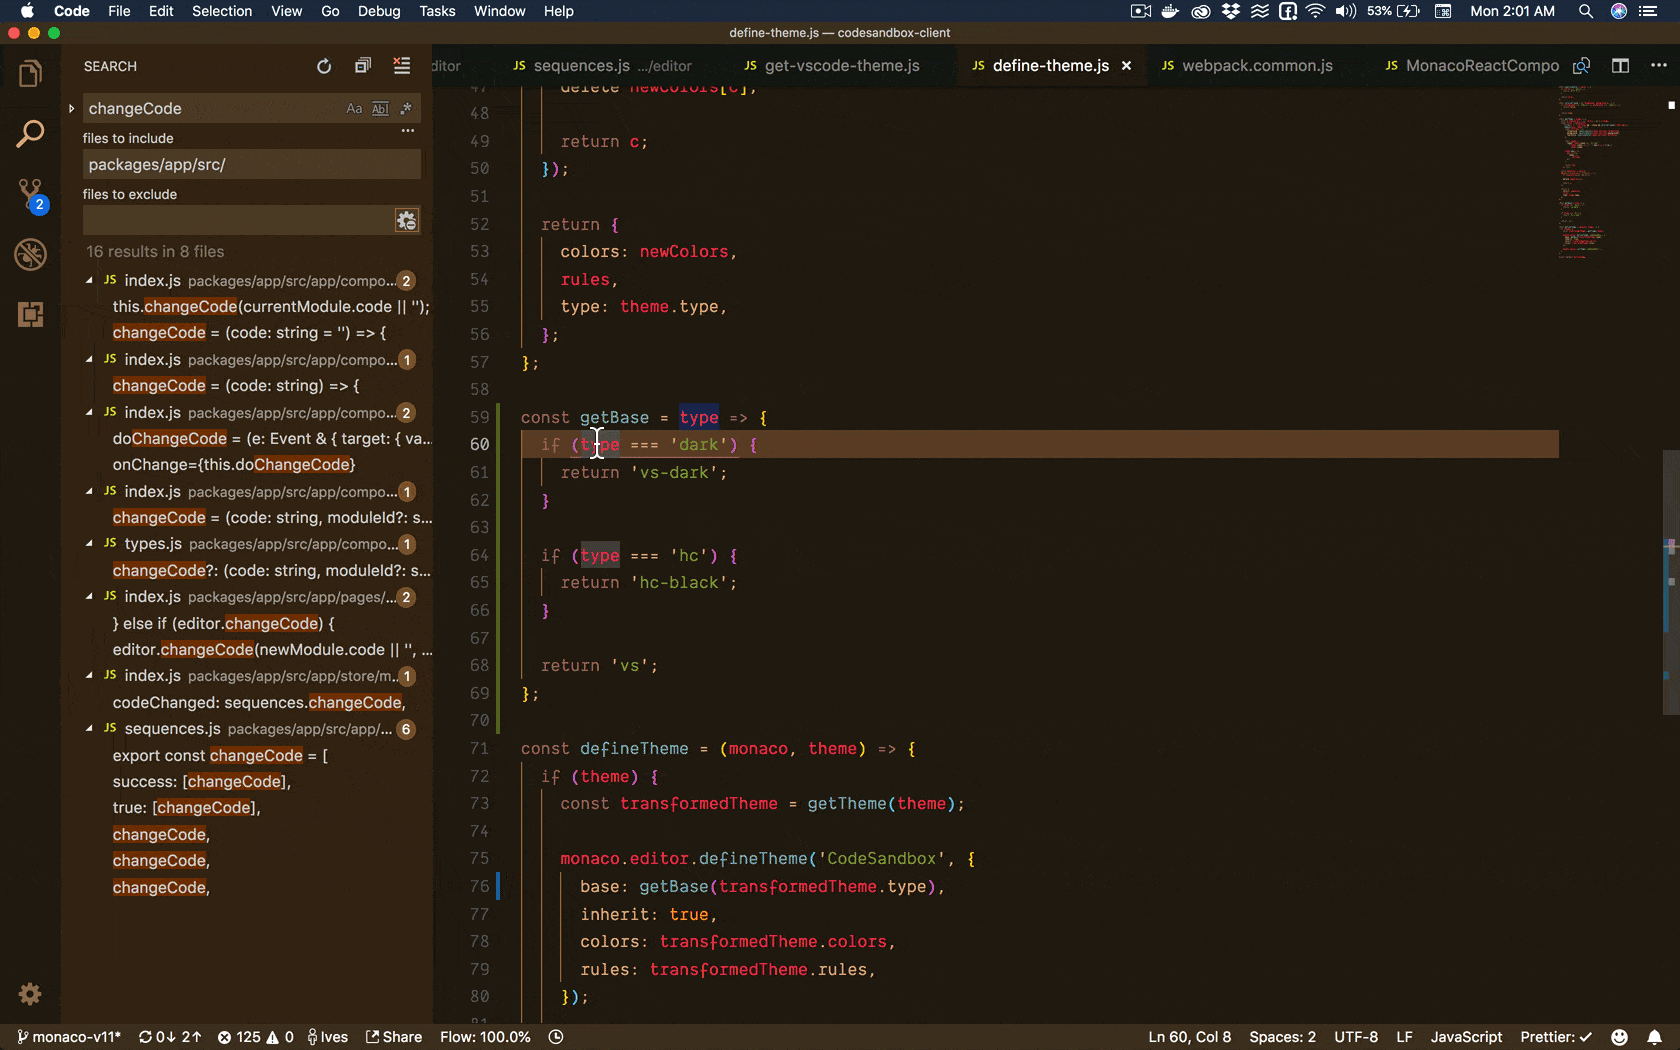 Code File Edit Selection View Go Debug Tasks Window Help 53% Mon 2:01 AM
define-theme.js — codesandbox-client
SEARCH
changeCode Aa Abl .*
files to include
packages/app/src/
files to exclude
16 results in 8 files
JS index.js packages/app/src/app/compo... 2
this.changeCode(currentModule.code || '');
changeCode = (code: string = '') => {
JS index.js packages/app/src/app/compo... 1
changeCode = (code: string) => {
JS index.js packages/app/src/app/compo... 2
doChangeCode = (e: Event & { target: { va...
onChange={this.doChangeCode}
JS index.js packages/app/src/app/compo... 1
changeCode = (code: string, moduleId?: s...
JS types.js packages/app/src/app/compo... 1
changeCode?: (code: string, moduleId?: s...
JS index.js packages/app/src/app/pages/... 2
} else if (editor.changeCode) {
editor.changeCode(newModule.code || '', ...
JS index.js packages/app/src/app/store/m... 1
codeChanged: sequences.changeCode,
JS sequences.js packages/app/src/app/... 6
export const changeCode = [
success: [changeCode],
true: [changeCode],
changeCode,
changeCode,
changeCode,
2
ditor JS sequences.js .../editor JS get-vscode-theme.js JS define-theme.js × JS webpack.common.js JS MonacoReactCompo
47 delete newColors[c];
48
49 return c;
50 });
51
52 return {
53 colors: newColors,
54 rules,
55 type: theme.type,
56 };
57 };
58
59 const getBase = type => {
60 if (type === 'dark') {
61 return 'vs-dark';
62 }
63
64 if (type === 'hc') {
65 return 'hc-black';
66 }
67
68 return 'vs';
69 };
70
71 const defineTheme = (monaco, theme) => {
72 if (theme) {
73 const transformedTheme = getTheme(theme);
74
75 monaco.editor.defineTheme('CodeSandbox', {
76 base: getBase(transformedTheme.type),
77 inherit: true,
78 colors: transformedTheme.colors,
79 rules: transformedTheme.rules,
80 });
81
monaco-v11* 0↓ 2↑ 125 0 Ives Share Flow: 100.0% Ln 60, Col 8 Spaces: 2 UTF-8 LF JavaScript Prettier: ✓